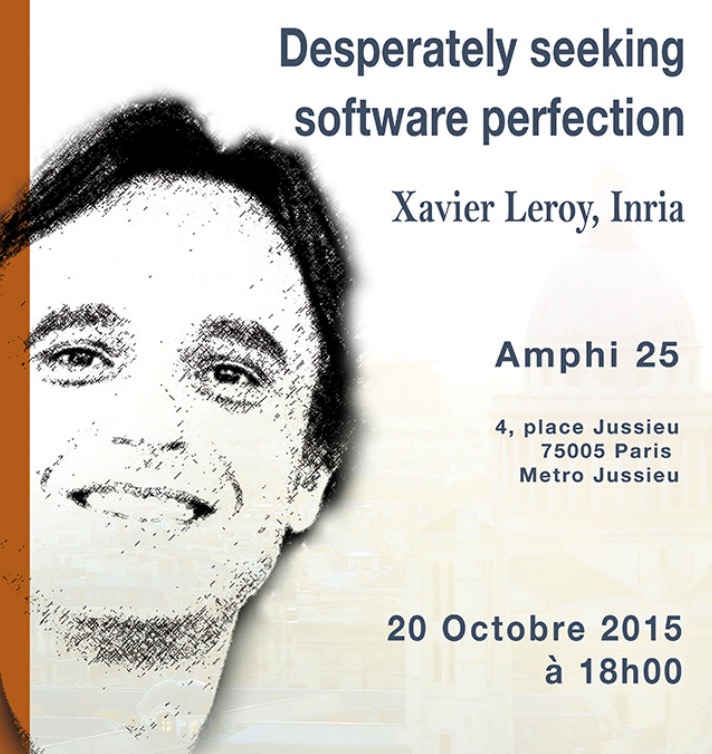 Desperately seeking
software perfection
Xavier Leroy, Inria
Amphi 25
4, place Jussieu
75005 Paris
Metro Jussieu
20 Octobre 2015
à 18h00